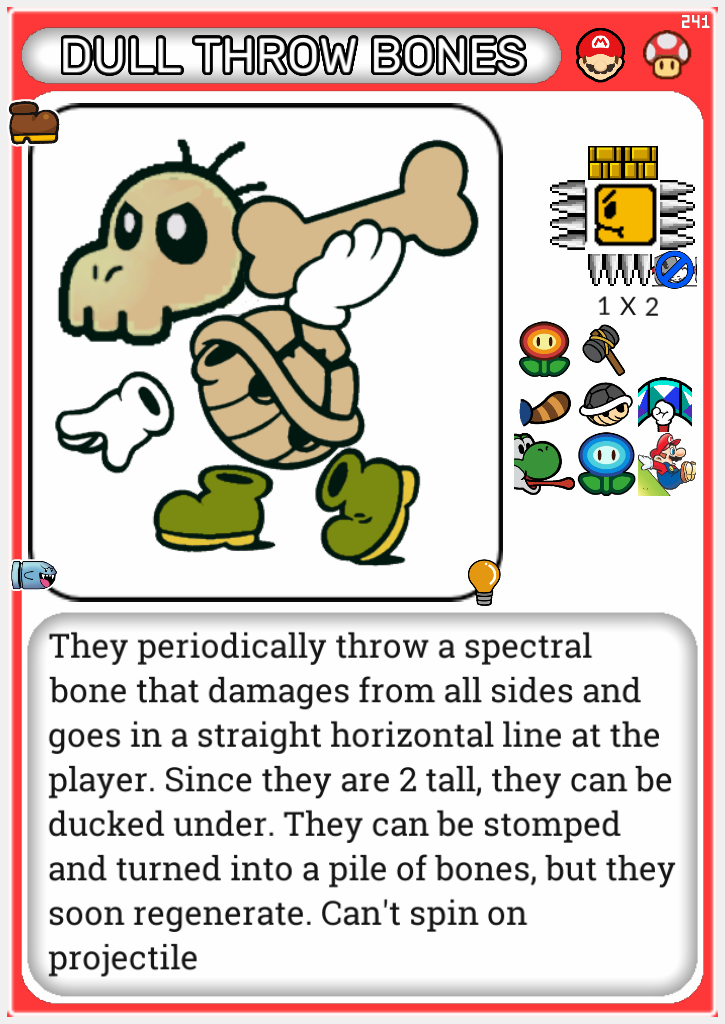 241
DULL THROW BONES
M
1 X 2
They periodically throw a spectral
bone that damages from all sides and
goes in a straight horizontal line at the
player. Since they are 2 tall, they can be
ducked under. They can be stomped
and turned into a pile of bones, but they
soon regenerate. Can't spin on
projectile